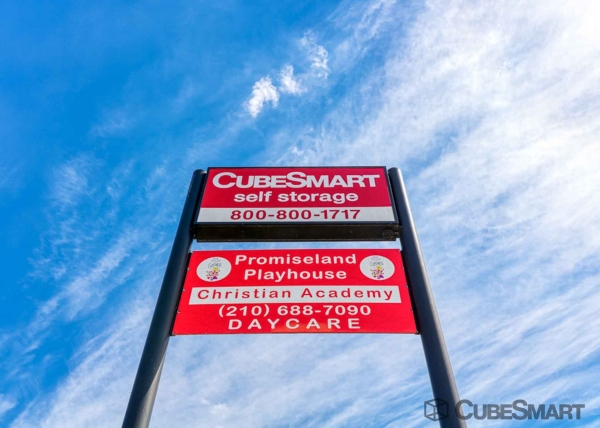 CUBESMART
self storage
800-800-1717
Promiseland
Playhouse
Christian Academy
(210) 688-7090
DAYCARE
CUBESMART